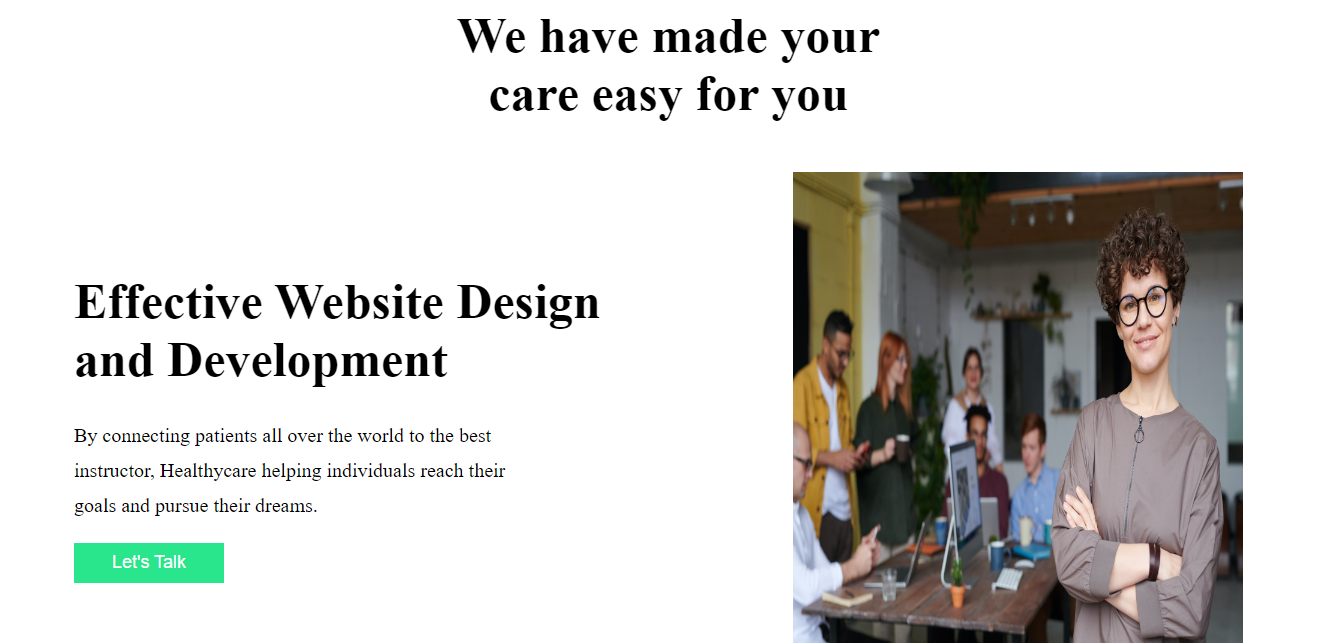 We have made your
care easy for you
Effective Website Design
and Development
By connecting patients all over the world to the best
instructor, Healthycare helping individuals reach their
goals and pursue their dreams.
Let's Talk